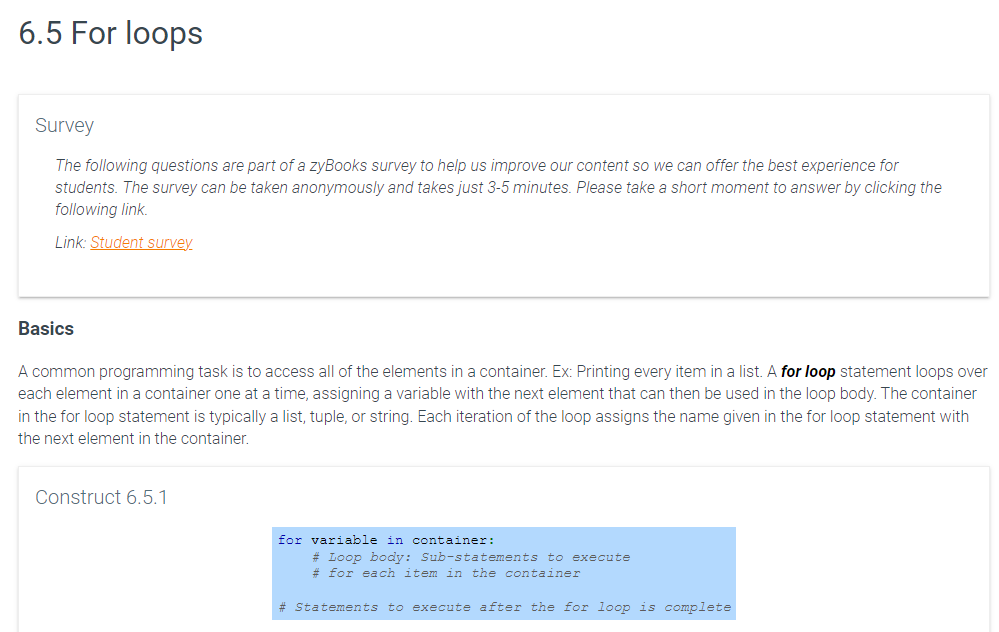 6.5 For loops
Survey
The following questions are part of a zyBooks survey to help us improve our content so we can offer the best experience for
students. The survey can be taken anonymously and takes just 3-5 minutes. Please take a short moment to answer by clicking the
following link.
Link: Student survey
Basics
A common programming task is to access all of the elements in a container. Ex: Printing every item in a list. A for loop statement loops over
each element in a container one at a time, assigning a variable with the next element that can then be used in the loop body. The container
in the for loop statement is typically a list, tuple, or string. Each iteration of the loop assigns the name given in the for loop statement with
the next element in the container.
Construct 6.5.1
for variable in container:
    # Loop body: Sub-statements to execute
    # for each item in the container
# Statements to execute after the for loop is complete